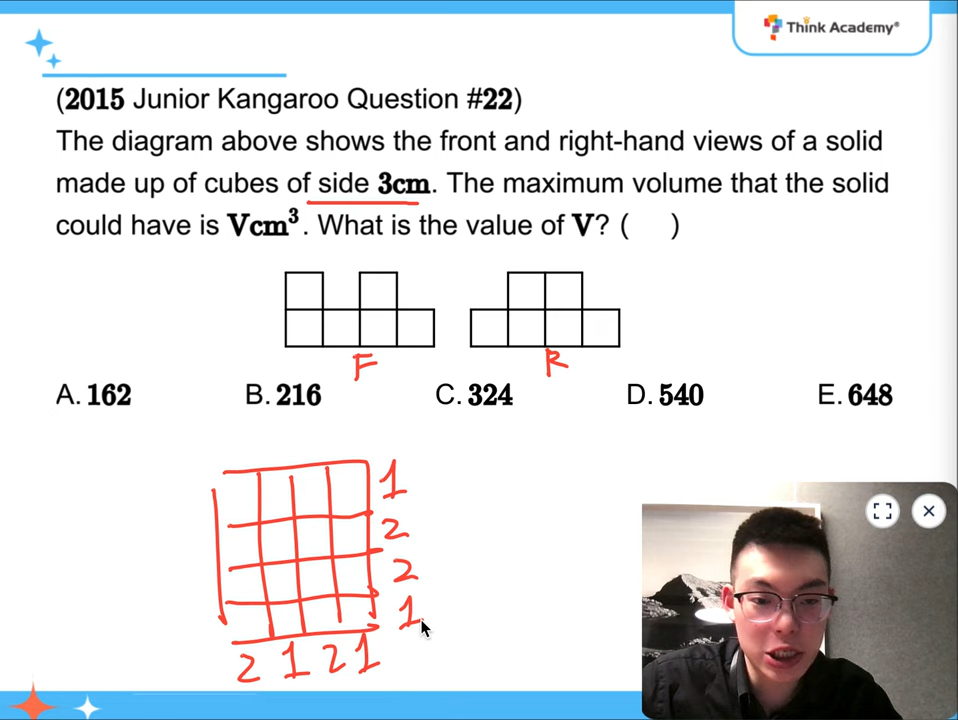 Think Academy®
(2015 Junior Kangaroo Question #22)
The diagram above shows the front and right-hand views of a solid
made up of cubes of side 3cm. The maximum volume that the solid
could have is Vcm³. What is the value of V? ( )
F R
A. 162 B. 216 C. 324 D. 540 E. 648
1
2
2
1
2 1 2 1